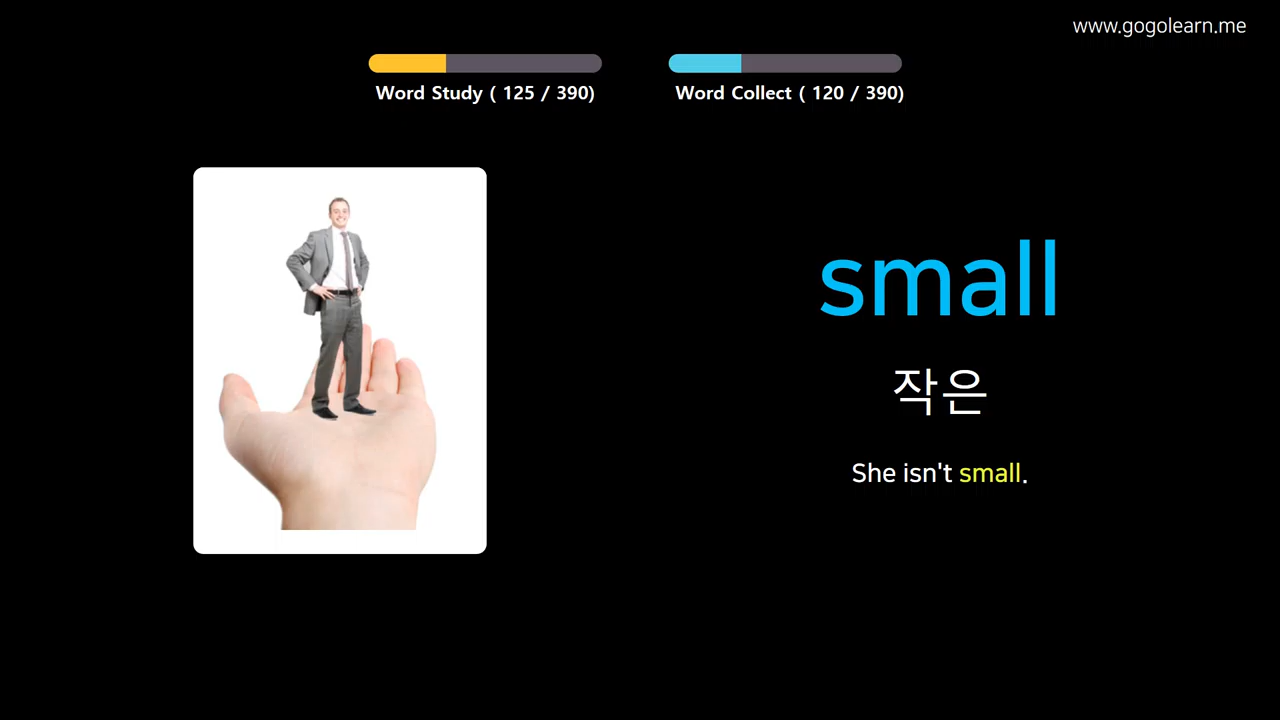 www.gogolearn.me
Word Study ( 125 / 390)
Word Collect ( 120 / 390)
small
작은
She isn't small.